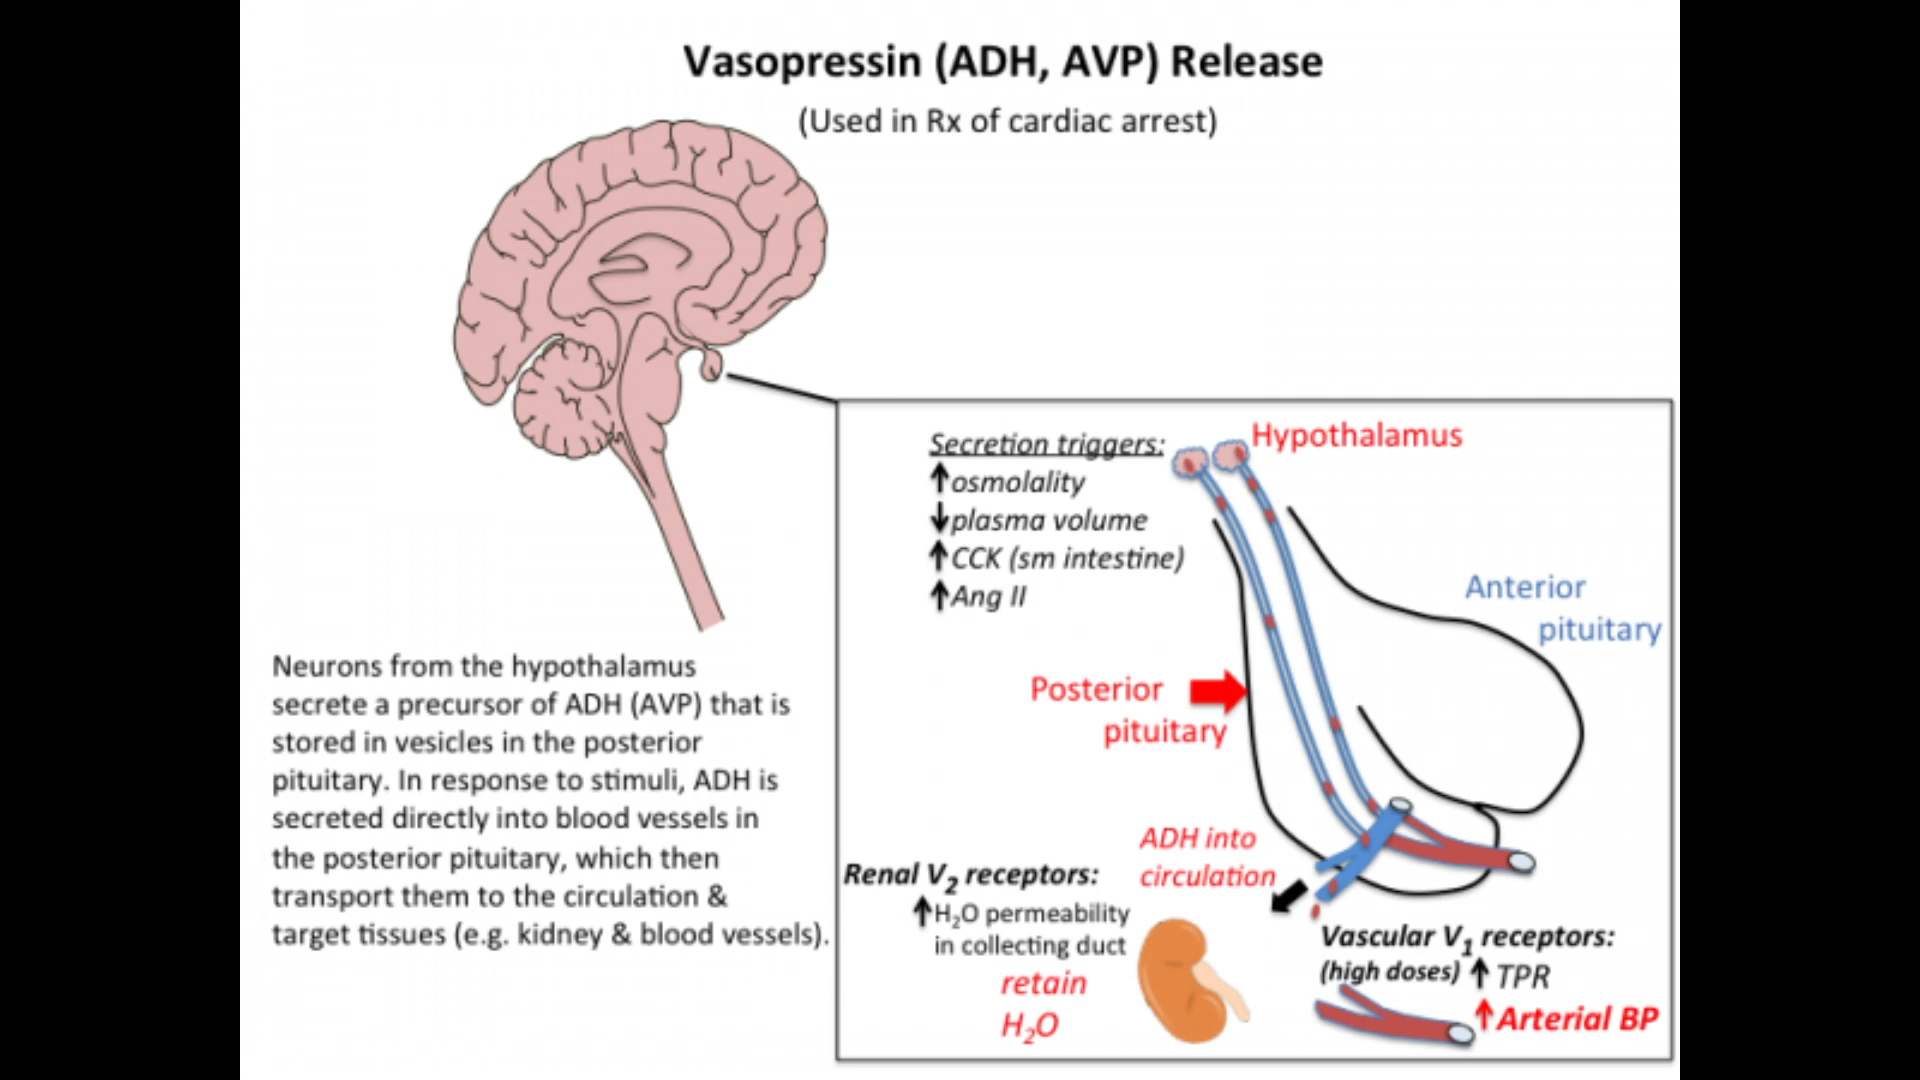 Vasopressin (ADH, AVP) Release
(Used in Rx of cardiac arrest)
Neurons from the hypothalamus
secrete a precursor of ADH (AVP) that is
stored in vesicles in the posterior
pituitary. In response to stimuli, ADH is
secreted directly into blood vessels in
the posterior pituitary, which then
transport them to the circulation &
target tissues (e.g. kidney & blood vessels).
Secretion triggers:
↑osmolality
↓plasma volume
↑CCK (sm intestine)
↑Ang II
Hypothalamus
Anterior
pituitary
Posterior
pituitary
ADH into
circulation
Renal V₂ receptors:
↑H₂O permeability
in collecting duct
retain
H₂O
Vascular V₁ receptors:
(high doses) ↑ TPR
↑Arterial BP